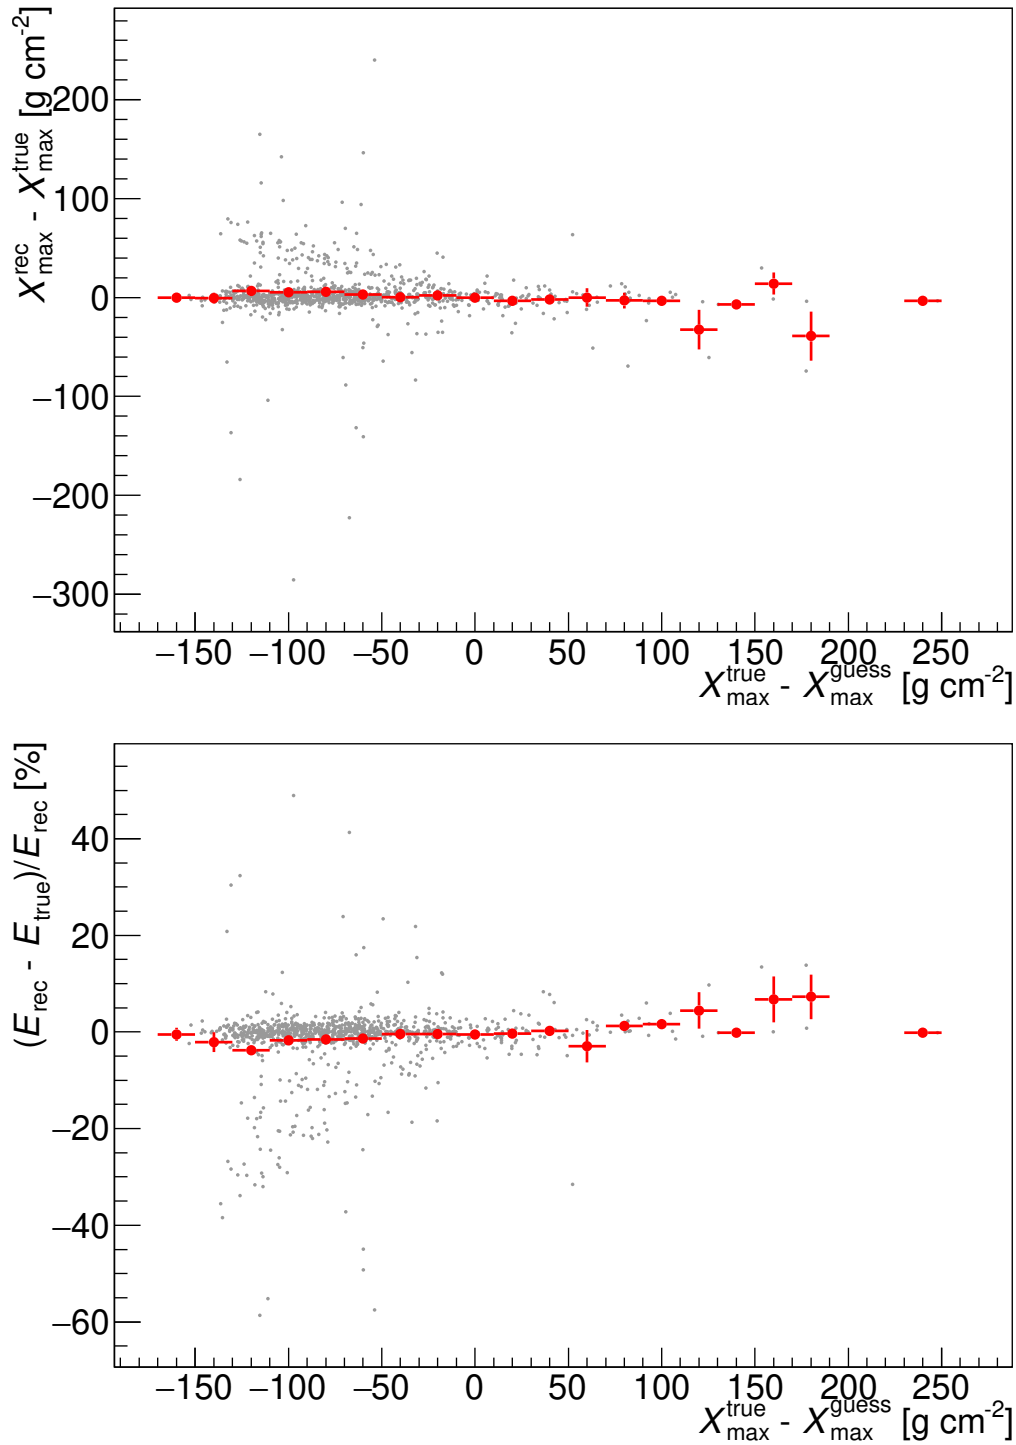 X_max^rec - X_max^true [g cm^-2]
200
100
0
−100
−200
−300
−150 −100 −50 0 50 100 150 200 250
X_max^true - X_max^guess [g cm^-2]
(E_rec - E_true)/E_rec [%]
40
20
0
−20
−40
−60
−150 −100 −50 0 50 100 150 200 250
X_max^true - X_max^guess [g cm^-2]